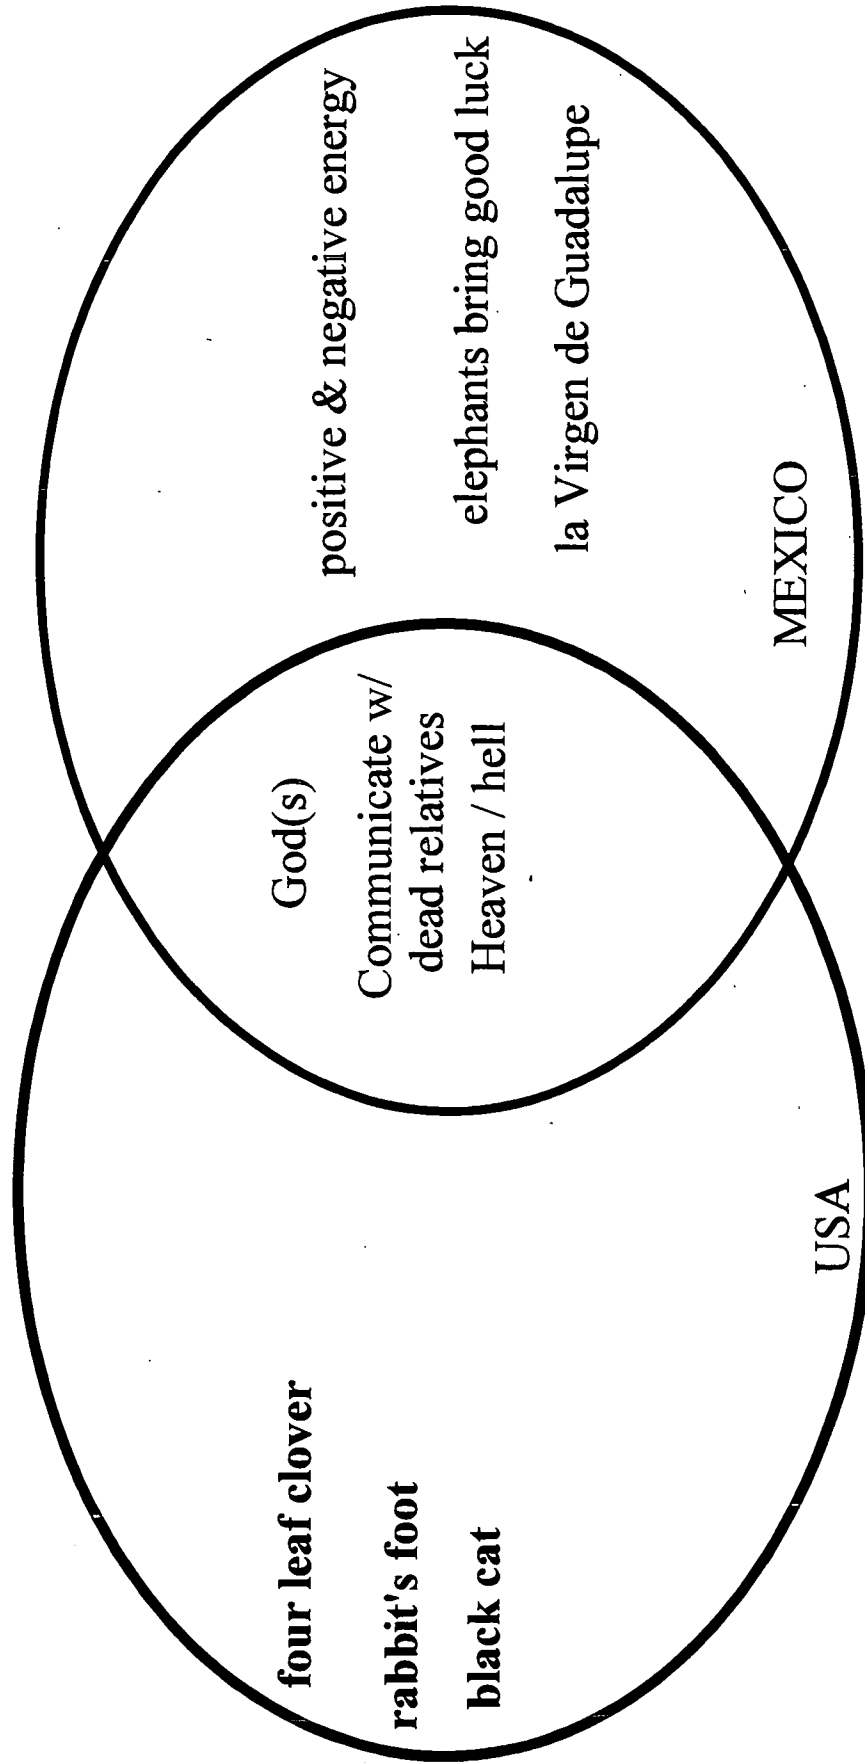 four leaf clover
rabbit's foot
black cat
USA
God(s)
Communicate w/
dead relatives
Heaven / hell
positive & negative energy
elephants bring good luck
la Virgen de Guadalupe
MEXICO